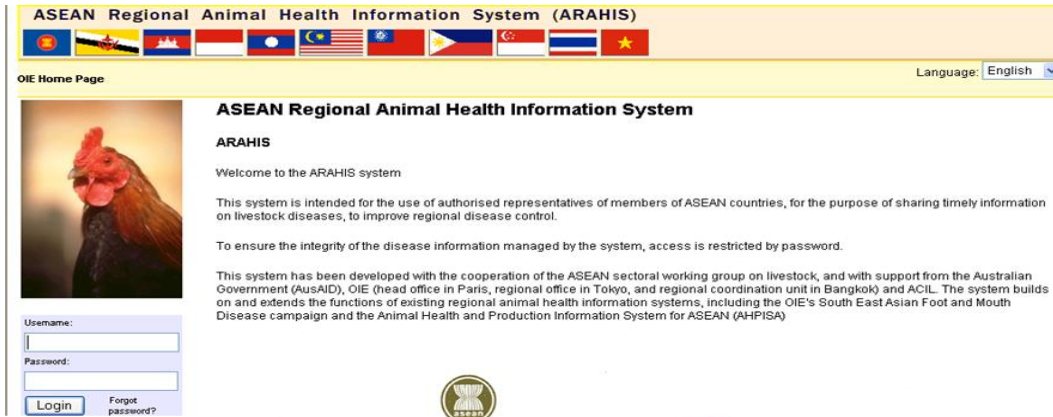 ASEAN Regional Animal Health Information System (ARAHIS)
OIE Home Page
Language: English
ASEAN Regional Animal Health Information System
ARAHIS
Welcome to the ARAHIS system
This system is intended for the use of authorised representatives of members of ASEAN countries, for the purpose of sharing timely information
on livestock diseases, to improve regional disease control.
To ensure the integrity of the disease information managed by the system, access is restricted by password.
This system has been developed with the cooperation of the ASEAN sectoral working group on livestock, and with support from the Australian
Government (AusAID), OIE (head office in Paris, regional office in Tokyo, and regional coordination unit in Bangkok) and ACIL. The system builds
on and extends the functions of existing regional animal health information systems, including the OIE's South East Asian Foot and Mouth
Disease campaign and the Animal Health and Production Information System for ASEAN (AHPISA)
Username:
Password:
Login
Forgot
password?
asean